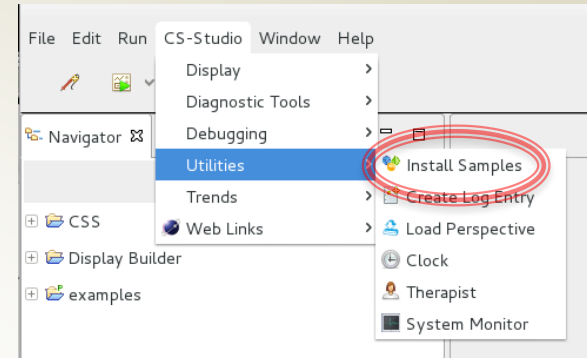 File Edit Run CS-Studio Window Help
Display
Diagnostic Tools
Navigator
Debugging
Utilities
Install Samples
Trends
Create Log Entry
CSS
Web Links
Load Perspective
Display Builder
Clock
examples
Therapist
System Monitor